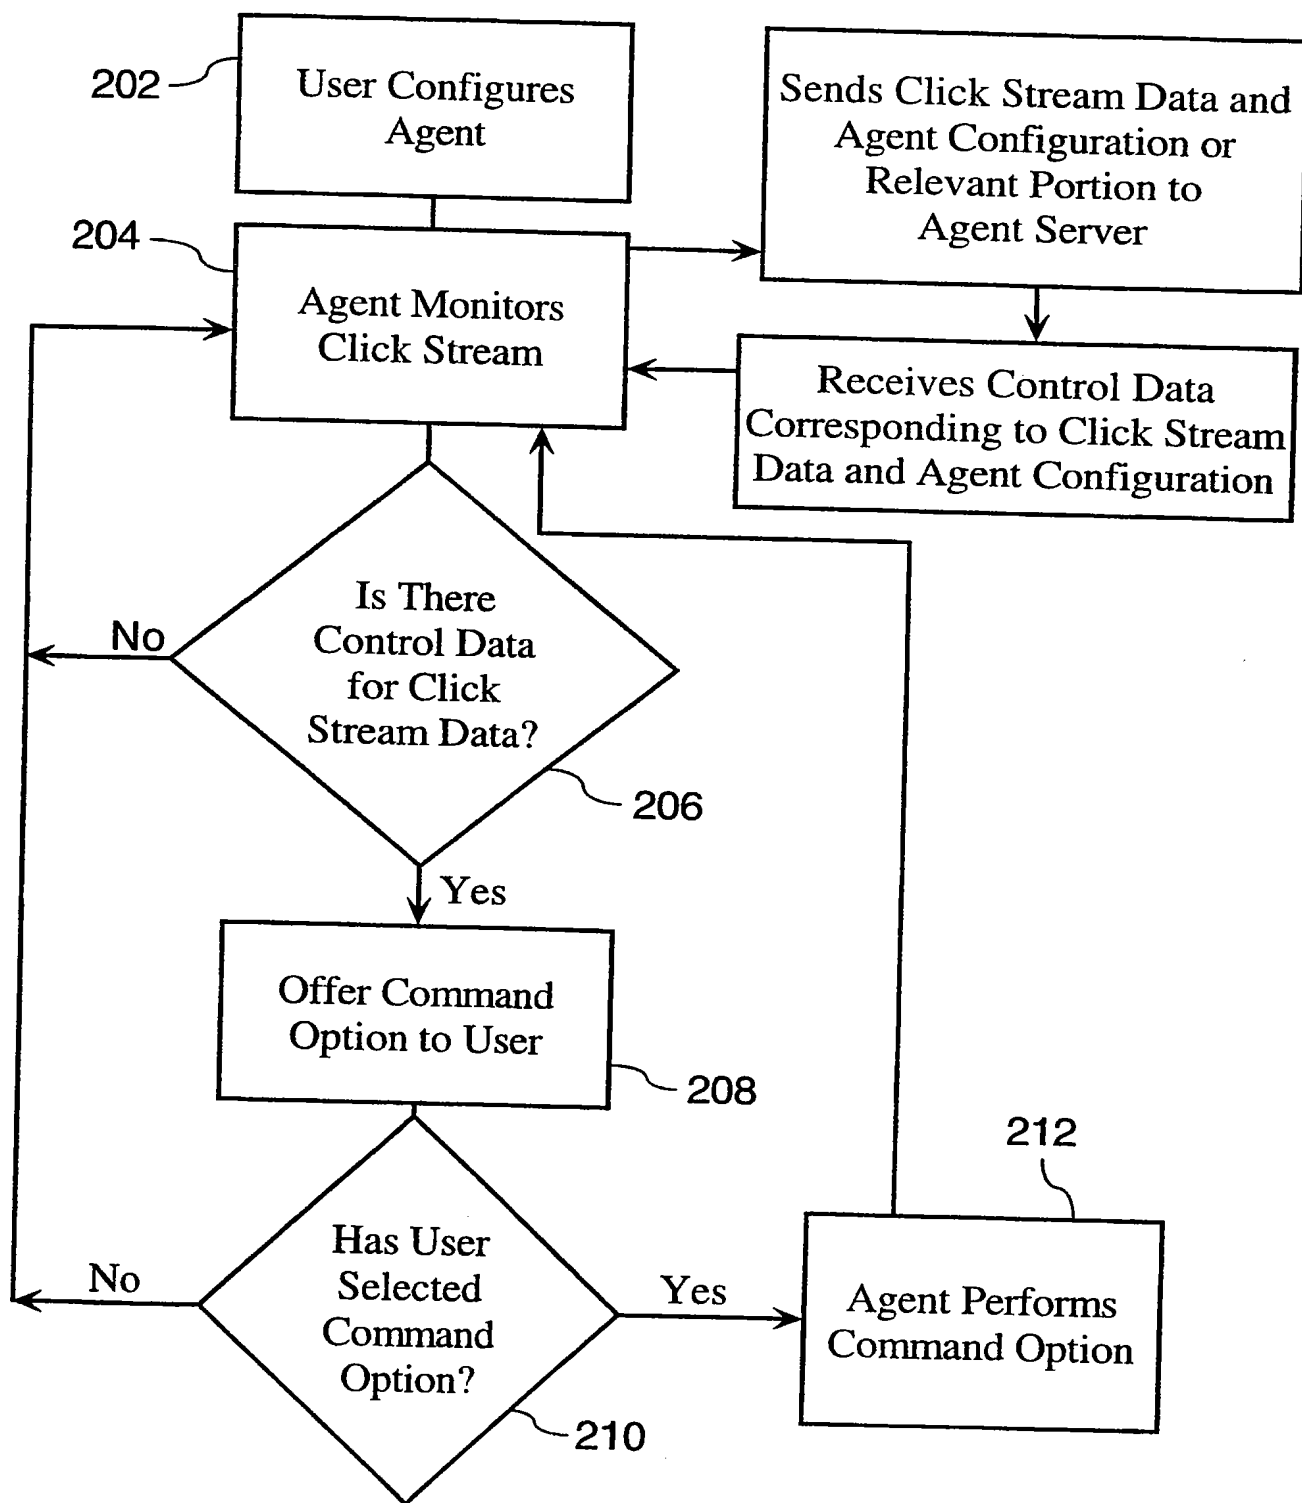 202
User Configures
Agent
Sends Click Stream Data and
Agent Configuration or
Relevant Portion to
Agent Server
204
Agent Monitors
Click Stream
Receives Control Data
Corresponding to Click Stream
Data and Agent Configuration
Is There
Control Data
for Click
Stream Data?
No
206
Yes
Offer Command
Option to User
208
Has User
Selected
Command
Option?
No
Yes
210
212
Agent Performs
Command Option